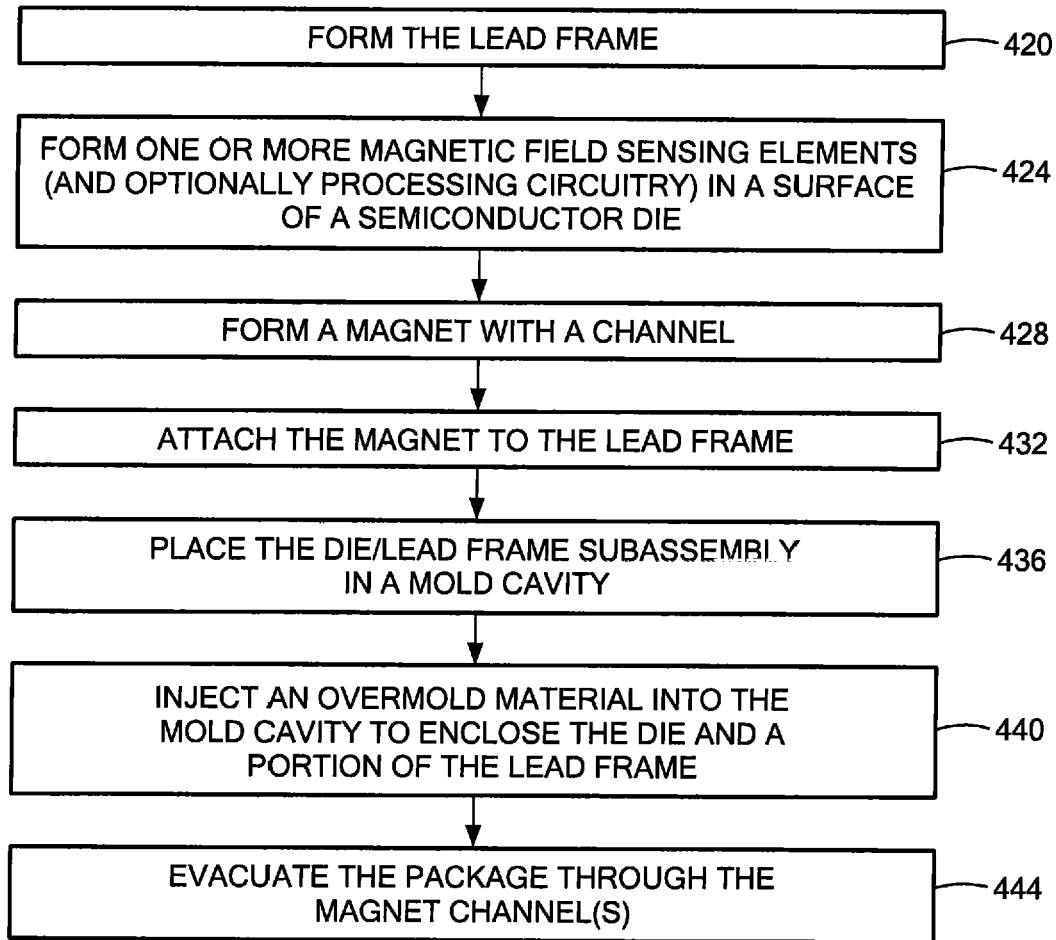 FORM THE LEAD FRAME
420
FORM ONE OR MORE MAGNETIC FIELD SENSING ELEMENTS
(AND OPTIONALLY PROCESSING CIRCUITRY) IN A SURFACE
OF A SEMICONDUCTOR DIE
424
FORM A MAGNET WITH A CHANNEL
428
ATTACH THE MAGNET TO THE LEAD FRAME
432
PLACE THE DIE/LEAD FRAME SUBASSEMBLY
IN A MOLD CAVITY
436
INJECT AN OVERMOLD MATERIAL INTO THE
MOLD CAVITY TO ENCLOSE THE DIE AND A
PORTION OF THE LEAD FRAME
440
EVACUATE THE PACKAGE THROUGH THE
MAGNET CHANNEL(S)
444